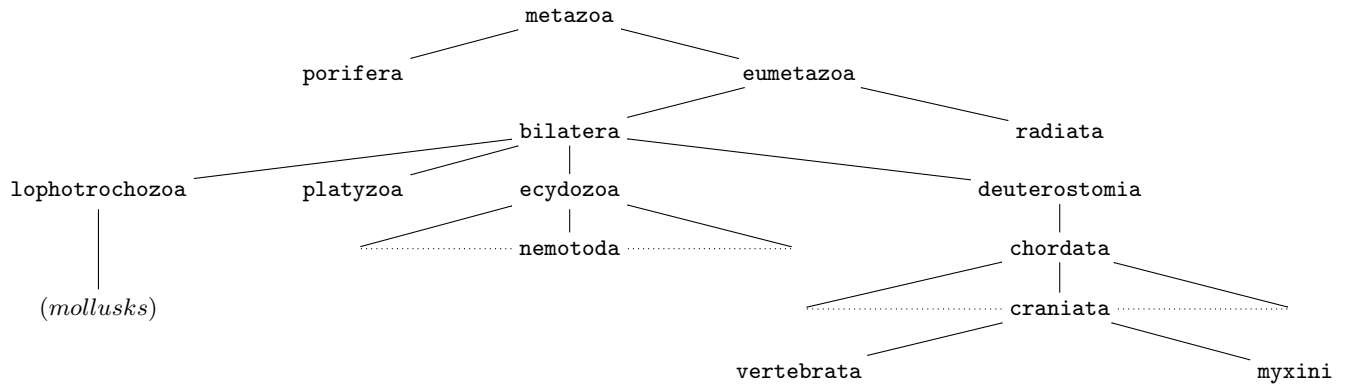 metazoa
porifera eumetazoa
bilatera radiata
lophotrochozoa platyzoa ecydozoa deuterostomia
nemotoda chordata
(mollusks) craniata
vertebrata myxini